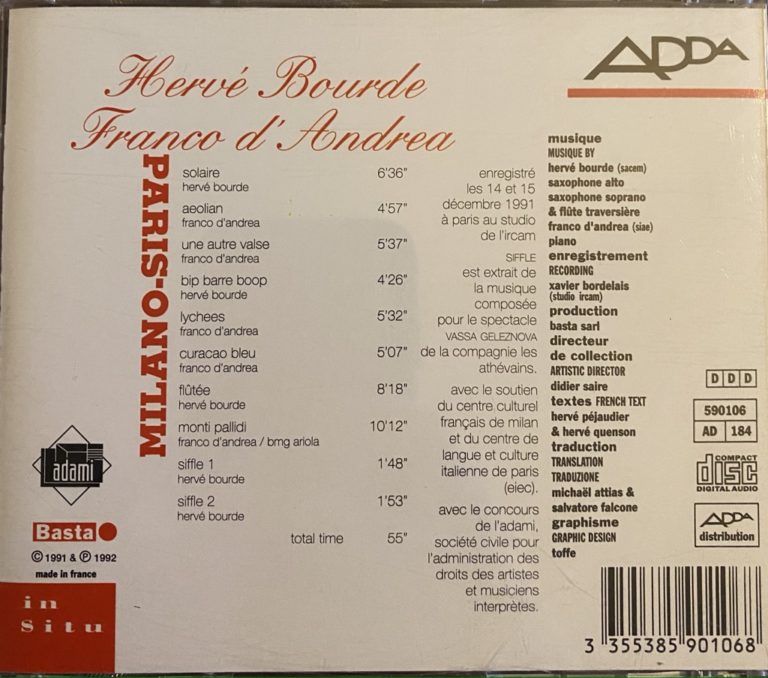 Hervé Bourde
Franco d'Andrea
PARIS-MILANO
solaire 6'36"
hervé bourde
aeolian 4'57"
franco d'andrea
une autre valse 5'37"
franco d'andrea
bip barre boop 4'26"
hervé bourde
lychees 5'32"
franco d'andrea
curacao bleu 5'07"
franco d'andrea
flûtée 8'18"
hervé bourde
monti pallidi 10'12"
franco d'andrea / bmg ariola
siffle 1 1'48"
hervé bourde
siffle 2 1'53"
hervé bourde
total time 55"
enregistré
les 14 et 15
décembre 1991
à paris au studio
de l'ircam
SIFFLE
est extrait de
la musique
composée
pour le spectacle
VASSA GELEZNOVA
de la compagnie les
athévains.
avec le soutien
du centre culturel
français de milan
et du centre de
langue et culture
italienne de paris
(eiec).
avec le concours
de l'adami,
société civile pour
l'administration des
droits des artistes
et musiciens
interprètes.
ADDA
musique
MUSIQUE BY
hervé bourde (sacem)
saxophone alto
saxophone soprano
& flûte traversière
franco d'andrea (siae)
piano
enregistrement
RECORDING
xavier bordelais
(studio ircam)
production
basta sarl
directeur
de collection
ARTISTIC DIRECTOR
didier saire
textes FRENCH TEXT
hervé péjaudier
& hervé quenson
traduction
TRANSLATION
TRADUZIONE
michaël attias &
salvatore falcone
graphisme
GRAPHIC DESIGN
toffe
DDD
590106
AD 184
COMPACT
disc
DIGITAL AUDIO
ADDA
distribution
adami
Basta
© 1991 & ℗ 1992
made in france
in
Situ
3 355385 901068